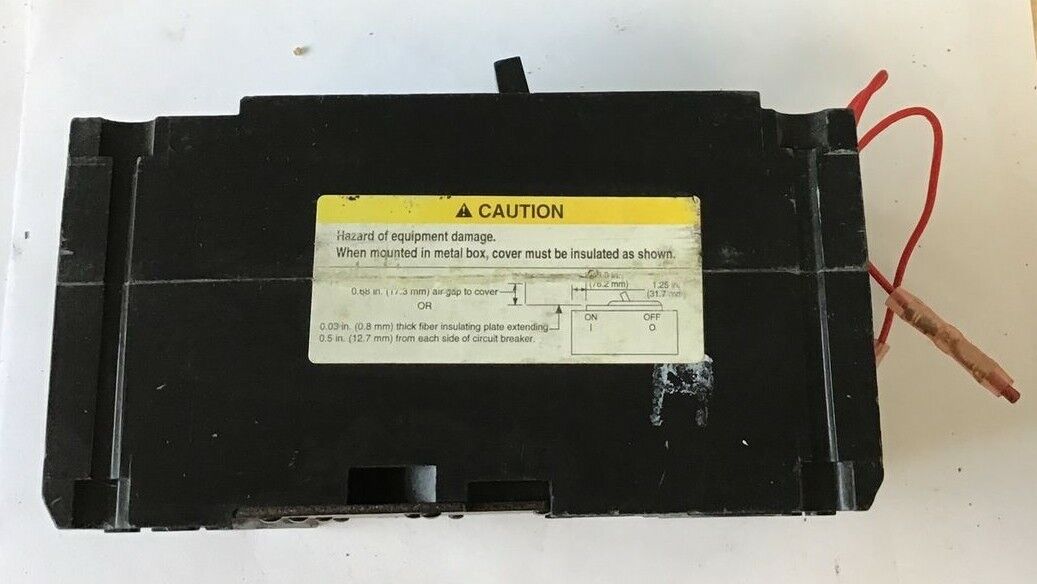 CAUTION
Hazard of equipment damage.
When mounted in metal box, cover must be insulated as shown.
(76.2 mm) 1.25 in.
0.68 in. (17.3 mm) air gap to cover (31.7 mm)
OR
ON OFF
0.03 in. (0.8 mm) thick fiber insulating plate extending I O
0.5 in. (12.7 mm) from each side of circuit breaker.